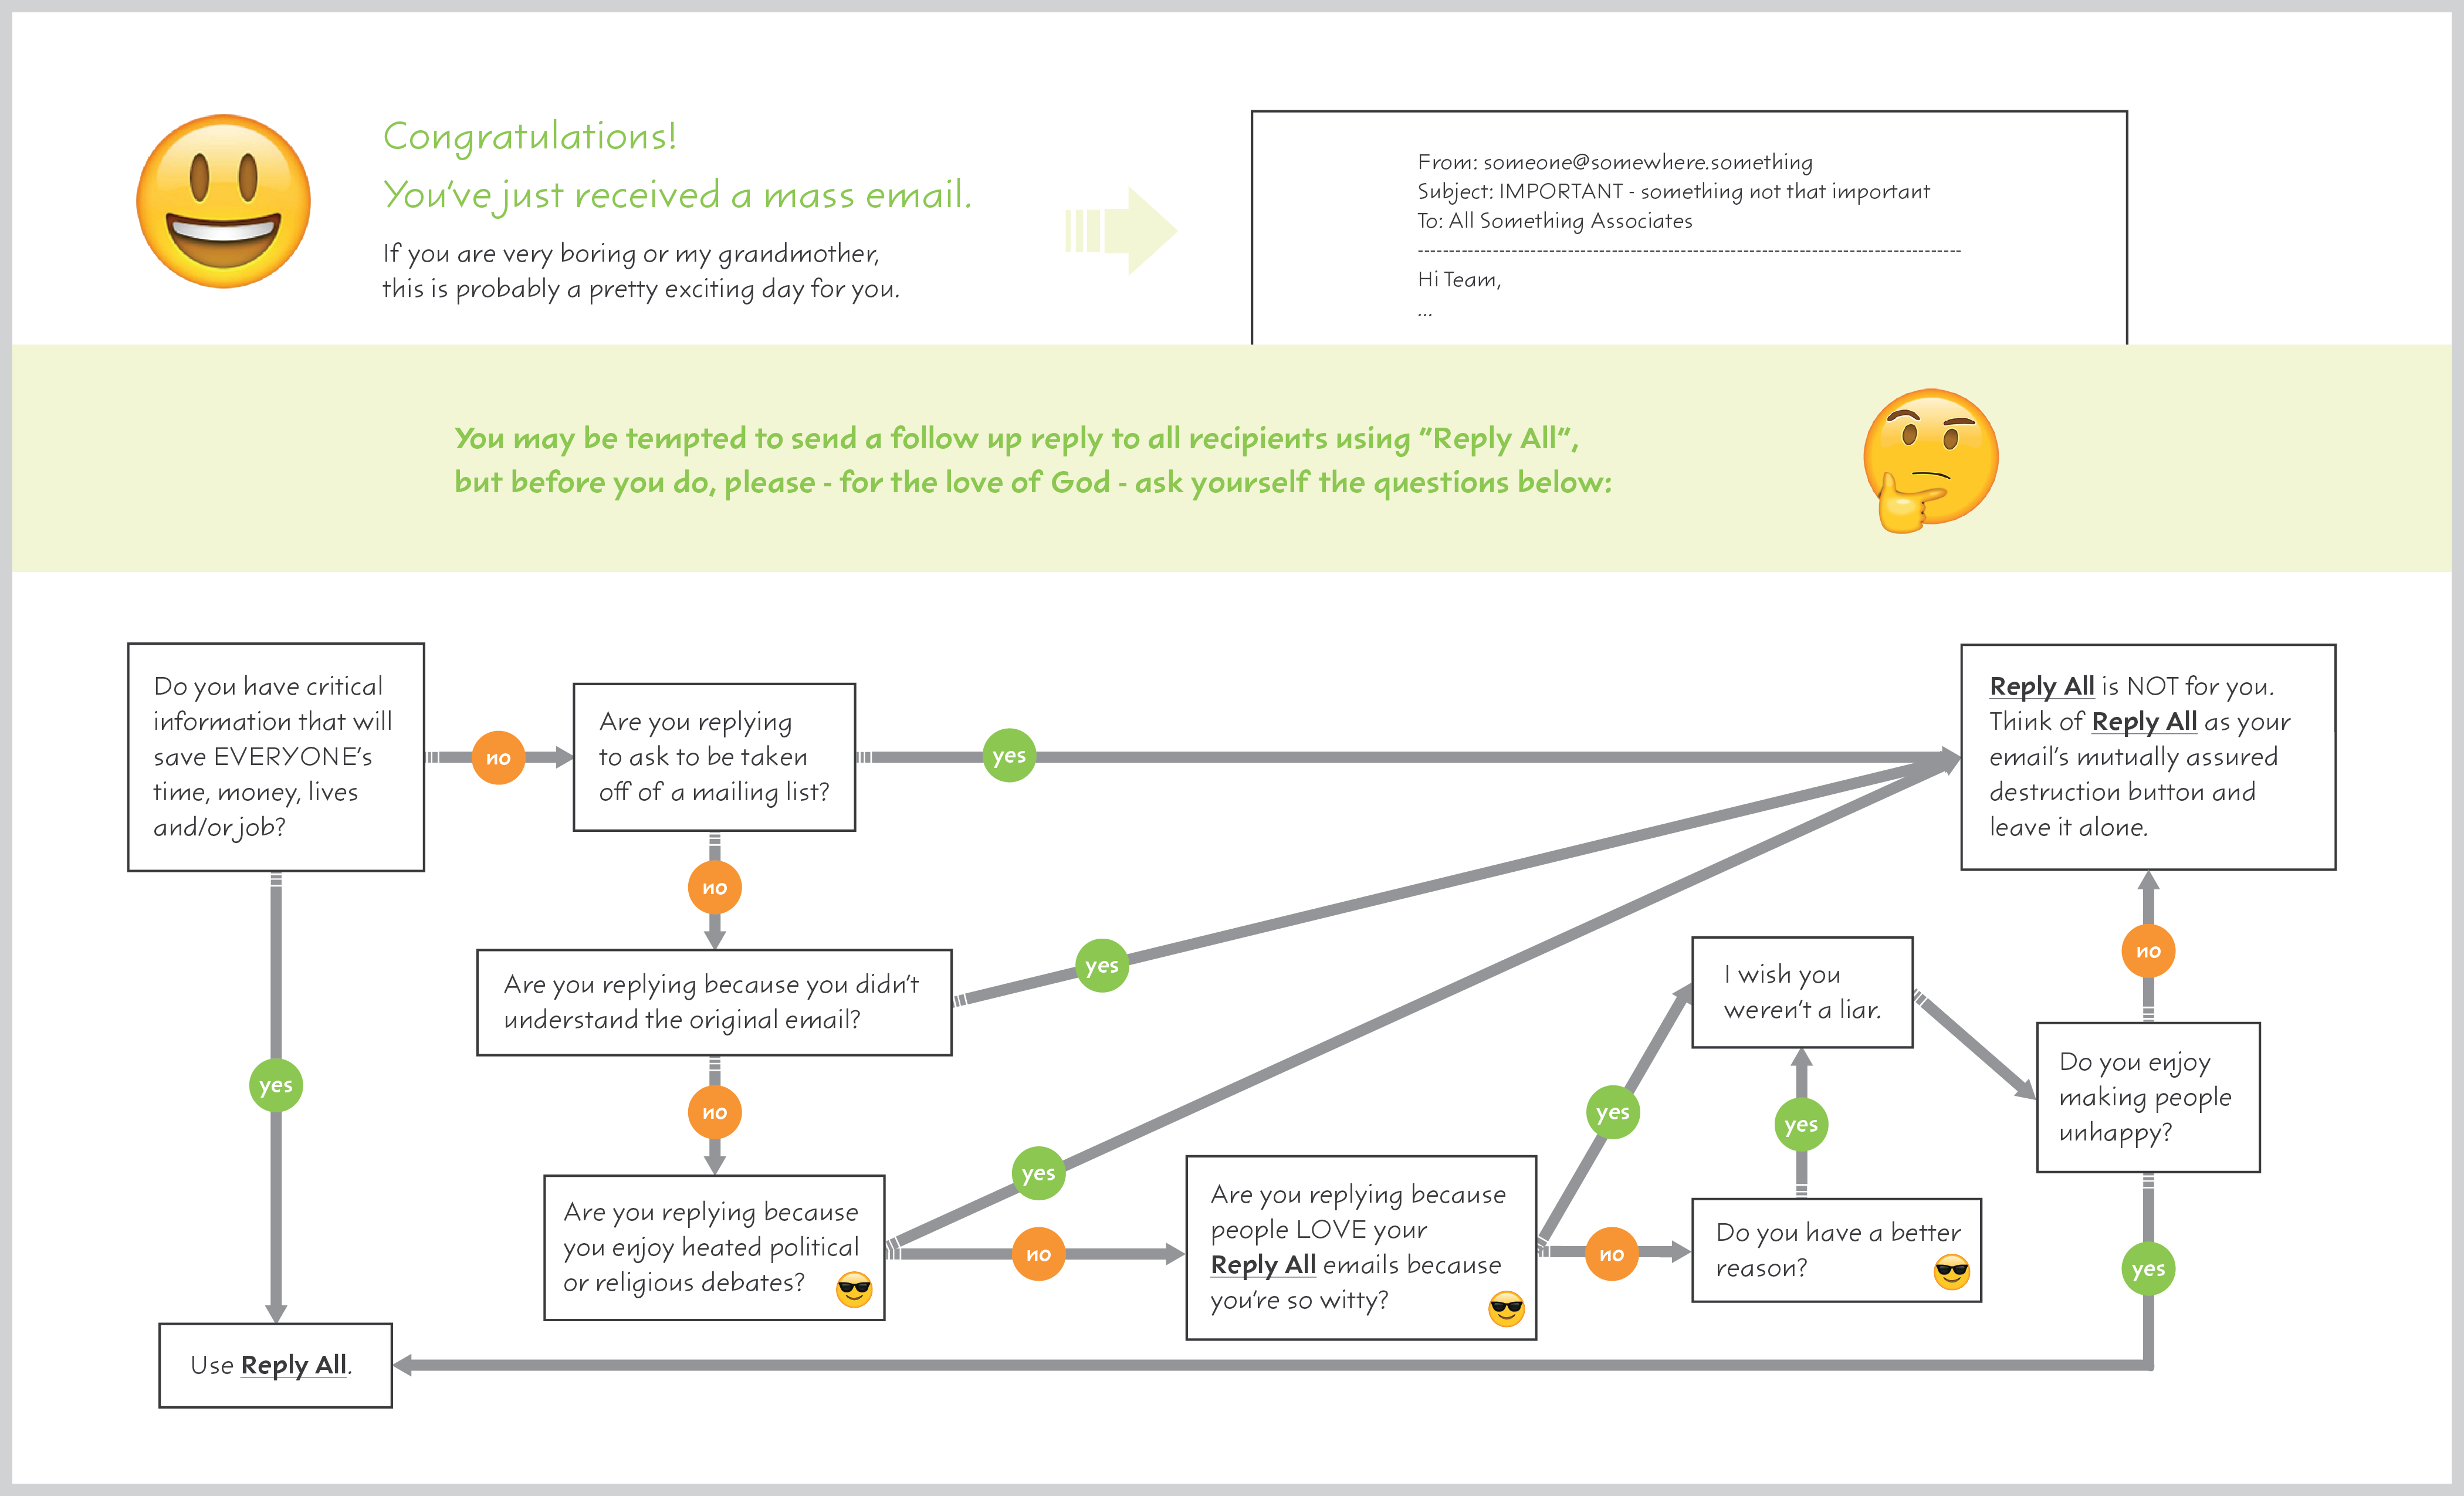 Congratulations!
You've just received a mass email.
If you are very boring or my grandmother,
this is probably a pretty exciting day for you.
From: someone@somewhere.something
Subject: IMPORTANT - something not that important
To: All Something Associates
--------------------------------------------------------------------------------
Hi Team,
...
You may be tempted to send a follow up reply to all recipients using "Reply All",
but before you do, please - for the love of God - ask yourself the questions below:
Do you have critical
information that will
save EVERYONE's
time, money, lives
and/or job?
no
Are you replying
to ask to be taken
off of a mailing list?
yes
Reply All is NOT for you.
Think of Reply All as your
email's mutually assured
destruction button and
leave it alone.
no
Are you replying because you didn't
understand the original email?
yes
I wish you
weren't a liar.
no
Do you enjoy
making people
unhappy?
yes
no
Are you replying because
you enjoy heated political
or religious debates?
yes
no
Are you replying because
people LOVE your
Reply All emails because
you're so witty?
yes
no
Do you have a better
reason?
yes
yes
Use Reply All.